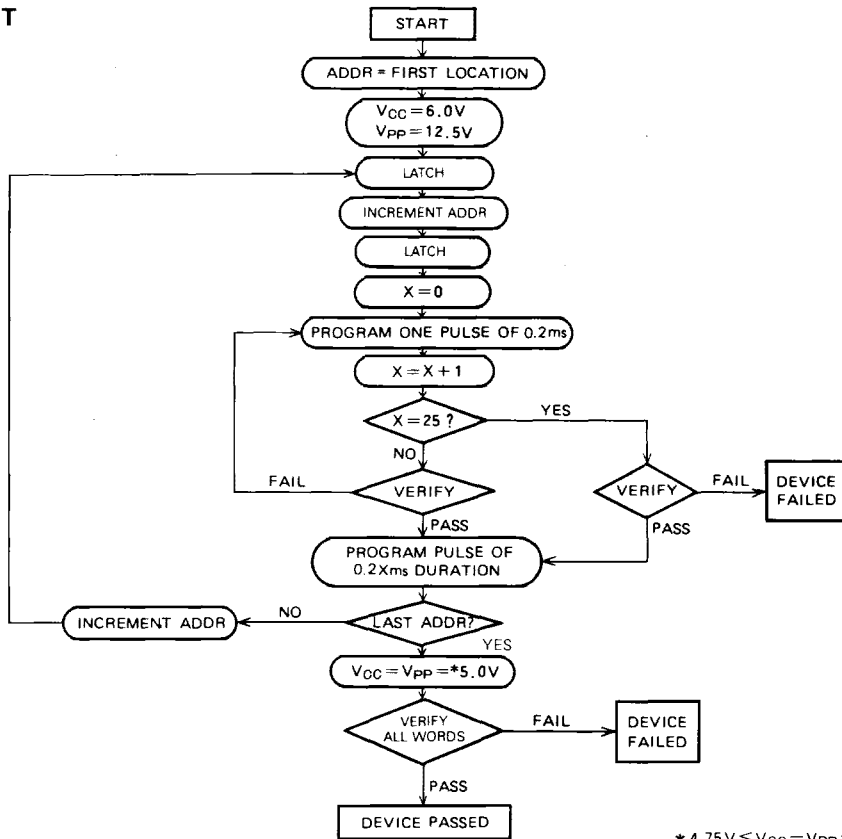 T
START
ADDR = FIRST LOCATION
VCC = 6.0V
VPP = 12.5V
LATCH
INCREMENT ADDR
LATCH
X = 0
PROGRAM ONE PULSE OF 0.2ms
X = X + 1
X = 25 ?
YES
NO
FAIL
VERIFY
VERIFY
FAIL
DEVICE
FAILED
PASS
PASS
PROGRAM PULSE OF
0.2Xms DURATION
INCREMENT ADDR
NO
LAST ADDR?
YES
VCC = VPP = *5.0V
VERIFY
ALL WORDS
FAIL
DEVICE
FAILED
PASS
DEVICE PASSED
* 4.75V ≤ VCC = VPP